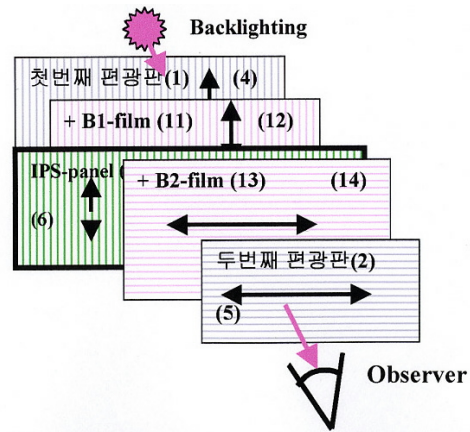 Backlighting
첫번째 편광판(1) (4)
+ B1-film (11) (12)
IPS-panel (
+ B2-film (13) (14)
(6)
두번째 편광판(2)
(5)
Observer